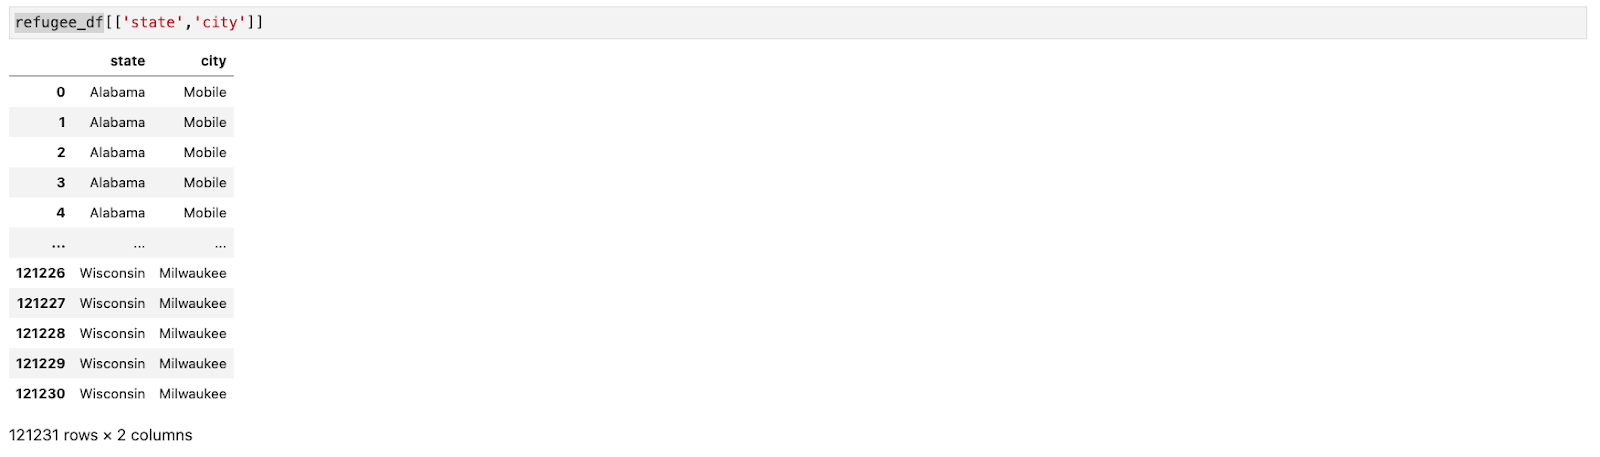 refugee_df[['state','city']]
state city
0 Alabama Mobile
1 Alabama Mobile
2 Alabama Mobile
3 Alabama Mobile
4 Alabama Mobile
... ... ...
121226 Wisconsin Milwaukee
121227 Wisconsin Milwaukee
121228 Wisconsin Milwaukee
121229 Wisconsin Milwaukee
121230 Wisconsin Milwaukee
121231 rows × 2 columns